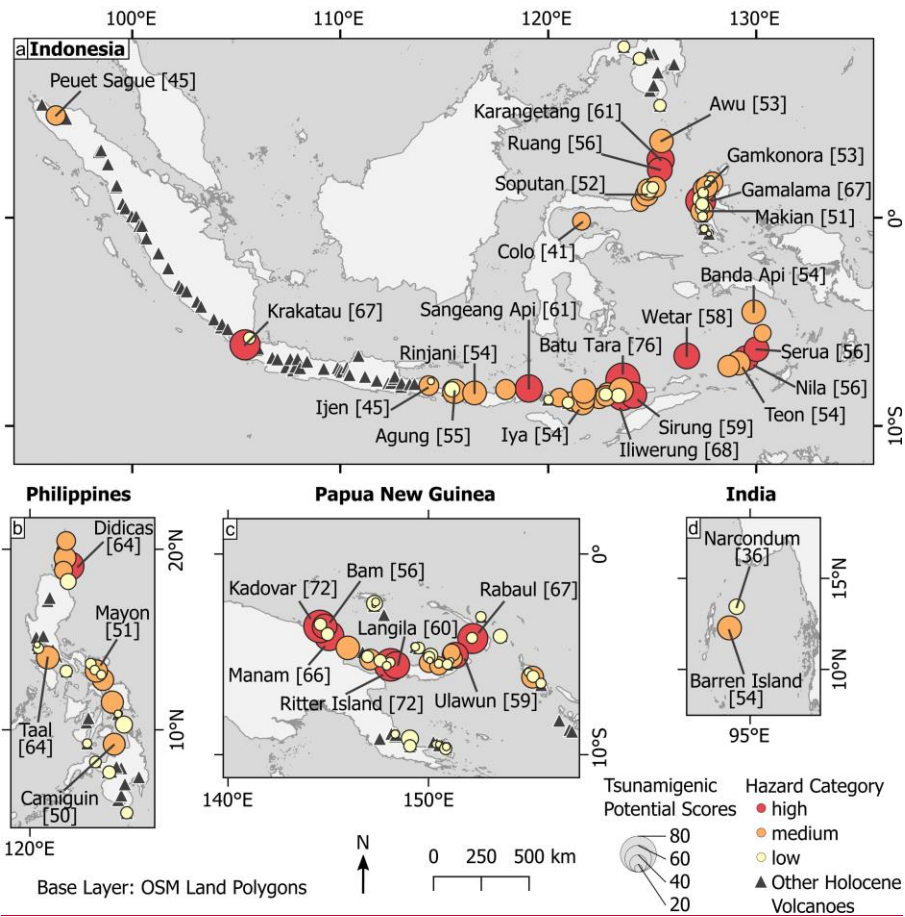 100°E 110°E 120°E 130°E
a Indonesia
Peuet Sague [45]
Karangetang [61]
Awu [53]
Ruang [56]
Gamkonora [53]
Soputan [52]
Gamalama [67]
Makian [51]
0°
Colo [41]
Banda Api [54]
Krakatau [67]
Sangeang Api [61]
Wetar [58]
Rinjani [54]
Batu Tara [76]
Serua [56]
Ijen [45]
Nila [56]
Agung [55]
Iya [54]
Sirung [59]
Teon [54]
Iliwerung [68]
10°S
Philippines
b
Didicas
[64]
20°N
Mayon
[51]
Taal
[64]
10°N
Camiguin
[50]
120°E
Papua New Guinea
c
0°
Kadovar [72]
Bam [56]
Rabaul [67]
Langila [60]
Manam [66]
Ritter Island [72]
Ulawun [59]
10°S
140°E 150°E
India
d
Narcondum
[36]
15°N
Barren Island
[54]
10°N
95°E
Tsunamigenic
Potential Scores
80
60
40
20
Hazard Category
high
medium
low
Other Holocene
Volcanoes
N
0 250 500 km
Base Layer: OSM Land Polygons